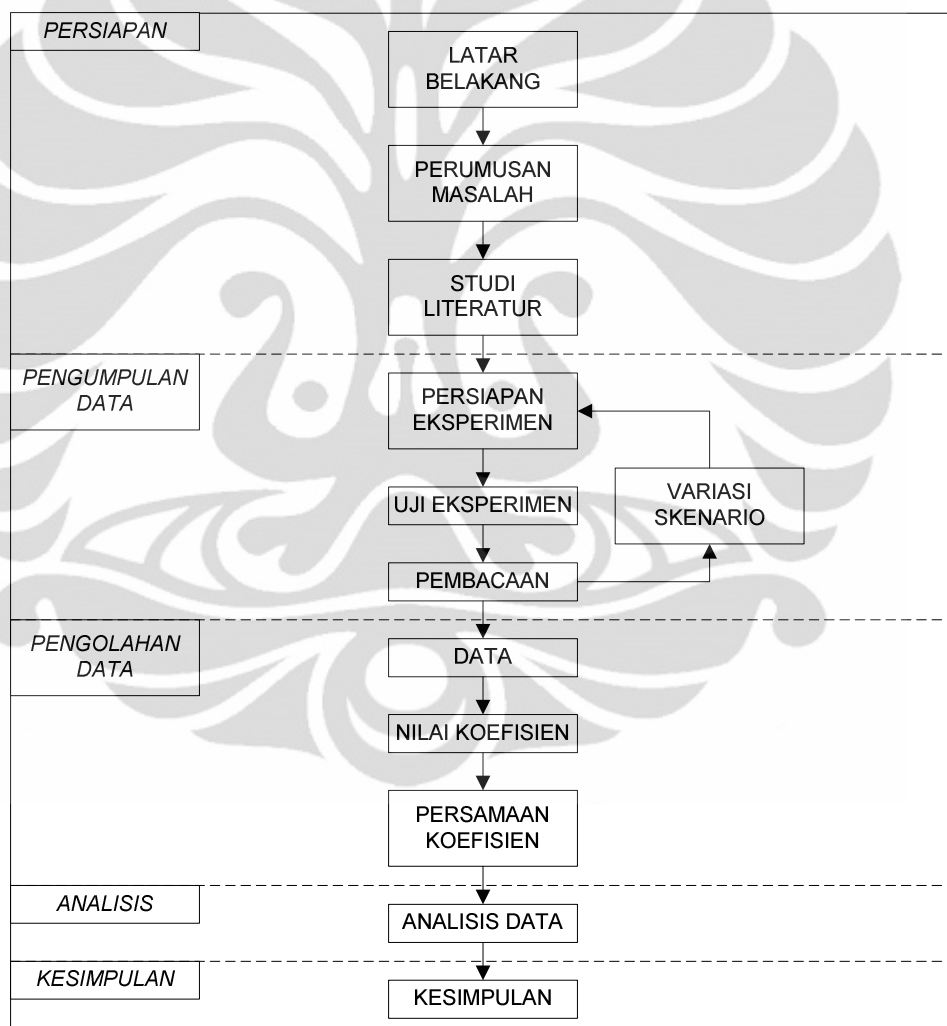 PERSIAPAN
LATAR
BELAKANG
PERUMUSAN
MASALAH
STUDI
LITERATUR
PENGUMPULAN
DATA
PERSIAPAN
EKSPERIMEN
UJI EKSPERIMEN
VARIASI
SKENARIO
PEMBACAAN
PENGOLAHAN
DATA
DATA
NILAI KOEFISIEN
PERSAMAAN
KOEFISIEN
ANALISIS
ANALISIS DATA
KESIMPULAN
KESIMPULAN